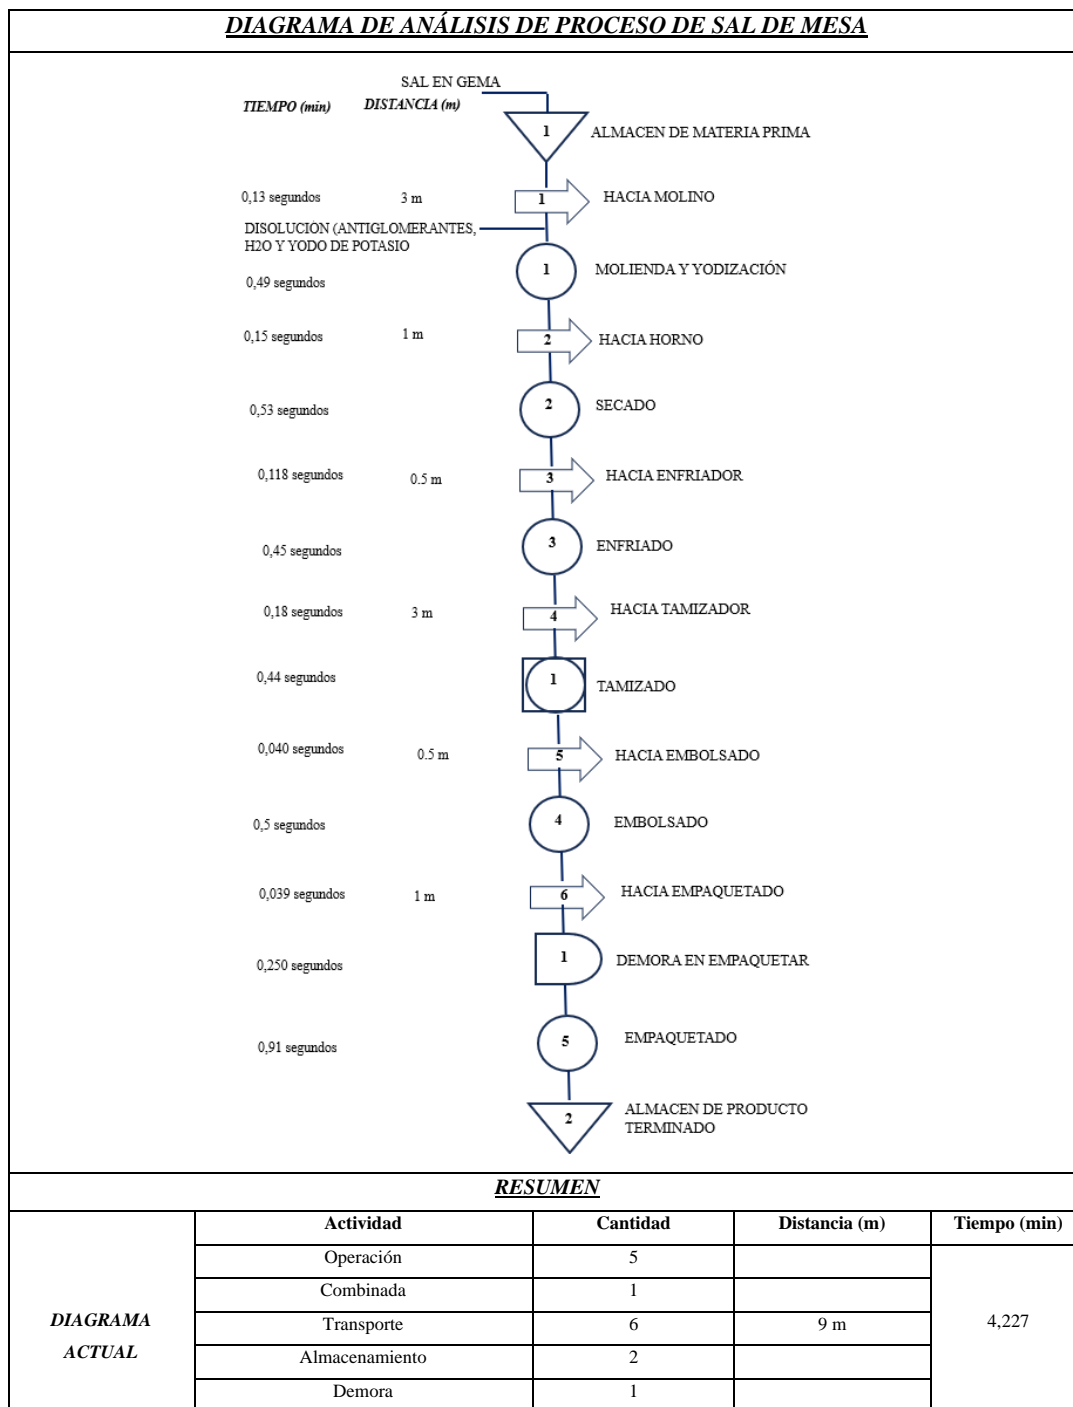 DIAGRAMA DE ANÁLISIS DE PROCESO DE SAL DE MESA
SAL EN GEMA
TIEMPO (min) DISTANCIA (m)
1 ALMACEN DE MATERIA PRIMA
0,13 segundos 3 m 1 HACIA MOLINO
DISOLUCIÓN (ANTIGLOMERANTES,
H2O Y YODO DE POTASIO
1 MOLIENDA Y YODIZACIÓN
0,49 segundos
0,15 segundos 1 m 2 HACIA HORNO
0,53 segundos 2 SECADO
0,118 segundos 0.5 m 3 HACIA ENFRIADOR
0,45 segundos 3 ENFRIADO
0,18 segundos 3 m 4 HACIA TAMIZADOR
0,44 segundos 1 TAMIZADO
0,040 segundos 0.5 m 5 HACIA EMBOLSADO
0,5 segundos 4 EMBOLSADO
0,039 segundos 1 m 6 HACIA EMPAQUETADO
0,250 segundos 1 DEMORA EN EMPAQUETAR
0,91 segundos 5 EMPAQUETADO
2 ALMACEN DE PRODUCTO
TERMINADO
RESUMEN
Actividad Cantidad Distancia (m) Tiempo (min)
DIAGRAMA
ACTUAL
Operación 5
Combinada 1
Transporte 6 9 m 4,227
Almacenamiento 2
Demora 1